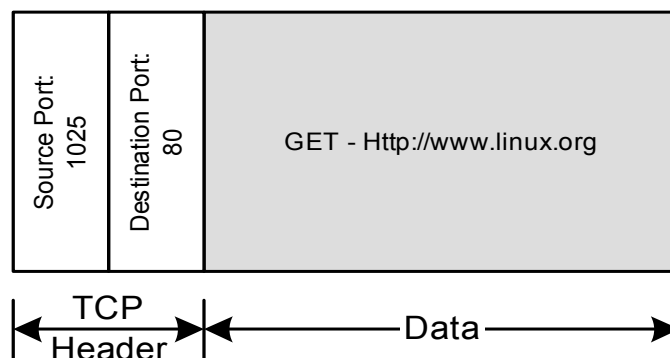 Source Port:
1025
Destination Port:
80
GET - Http://www.linux.org
TCP
Header
Data